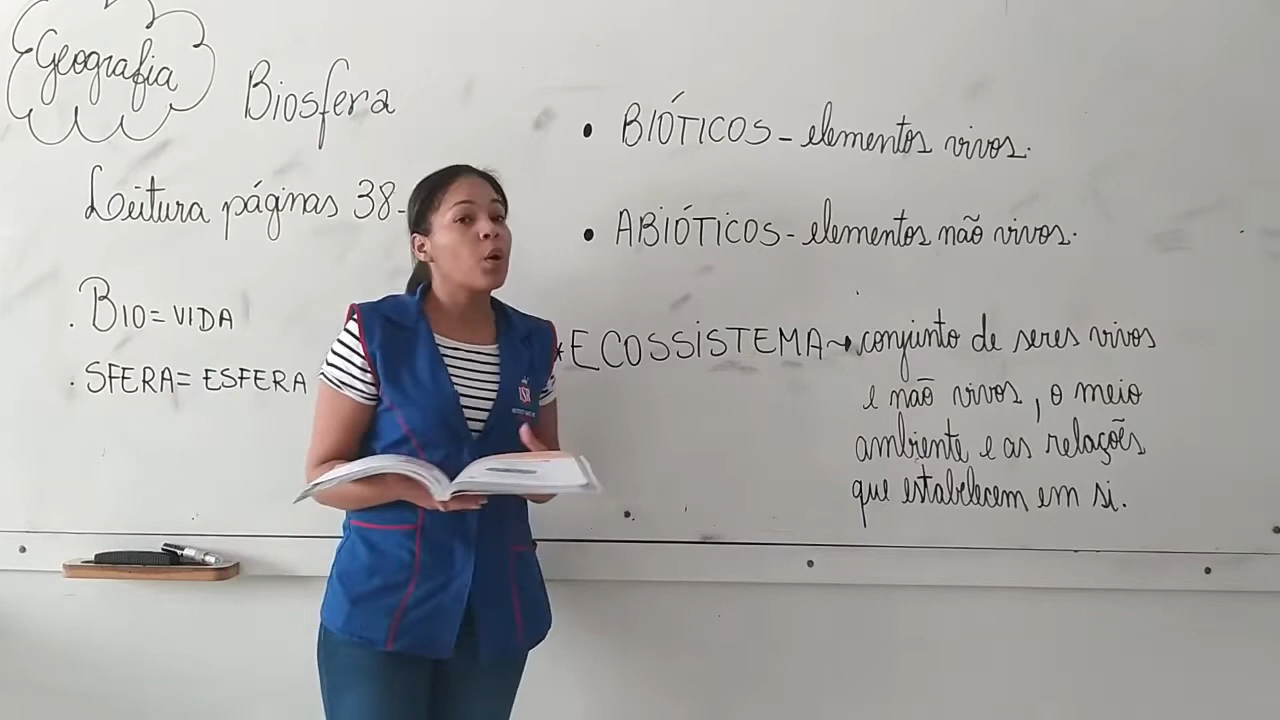 Geografia
Biosfera
Leitura páginas 38-
. BIO = VIDA
. SFERA = ESFERA
• BIÓTICOS - elementos vivos.
• ABIÓTICOS - elementos não vivos.
* ECOSSISTEMA → conjunto de seres vivos
e não vivos, o meio
ambiente e as relações
que estabelecem em si.
ISR